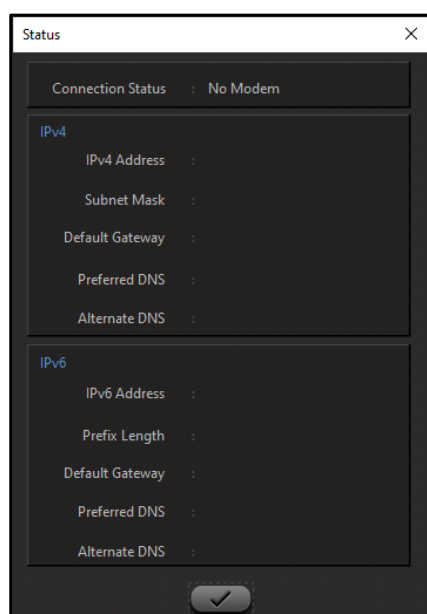 Status
Connection Status : No Modem
IPv4
IPv4 Address :
Subnet Mask :
Default Gateway :
Preferred DNS :
Alternate DNS :
IPv6
IPv6 Address :
Prefix Length :
Default Gateway :
Preferred DNS :
Alternate DNS :